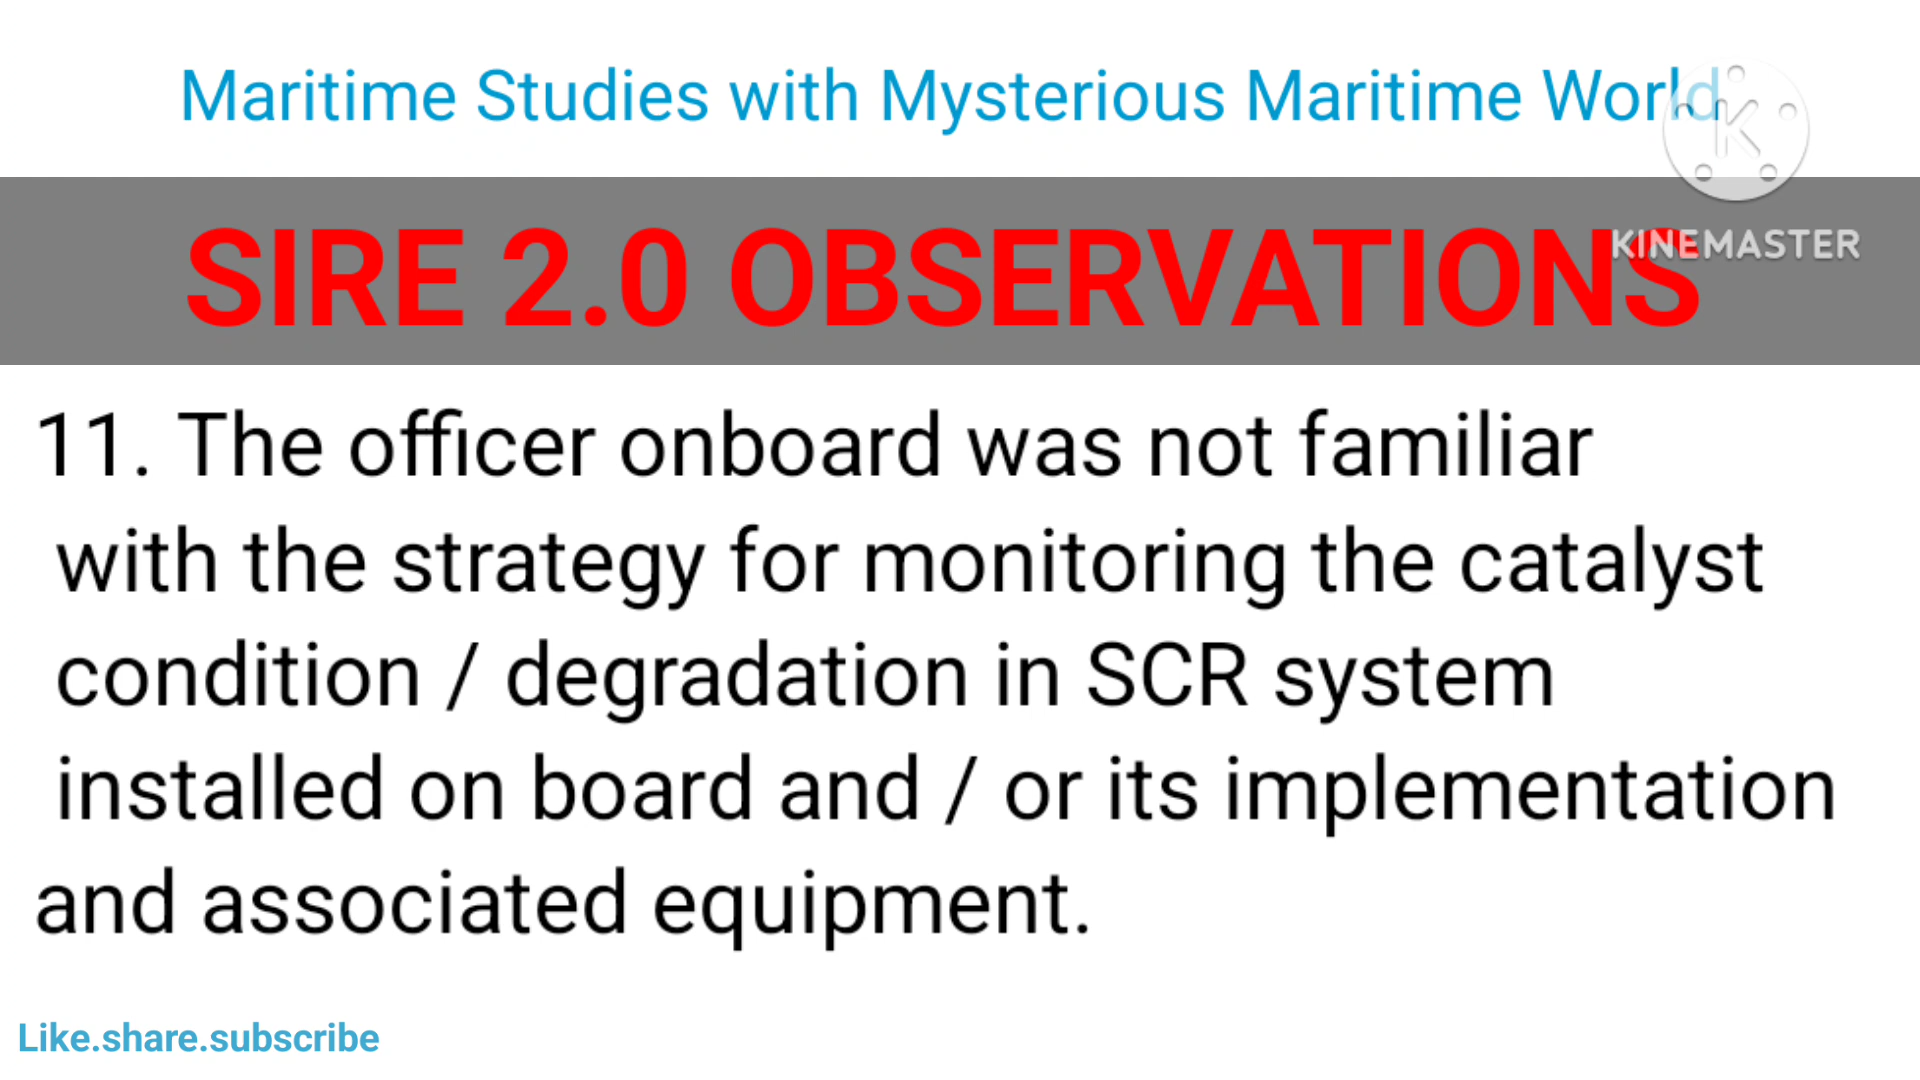 Maritime Studies with Mysterious Maritime World
K
KINEMASTER
SIRE 2.0 OBSERVATIONS
11. The officer onboard was not familiar
with the strategy for monitoring the catalyst
condition / degradation in SCR system
installed on board and / or its implementation
and associated equipment.
Like.share.subscribe